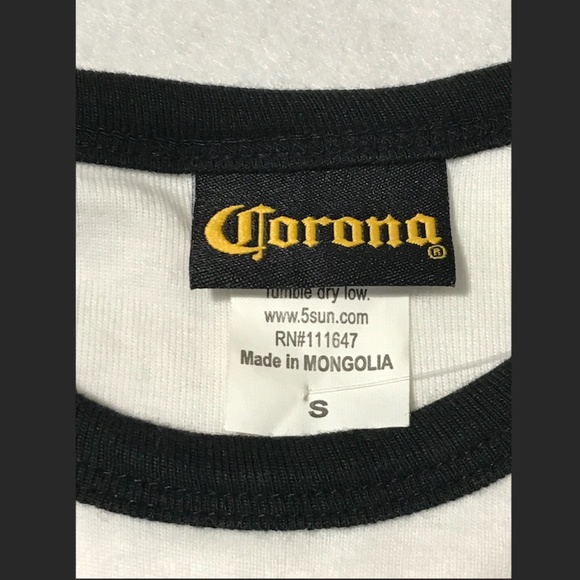 Corona®
Tumble dry low.
www.5sun.com
RN#111647
Made in MONGOLIA
S